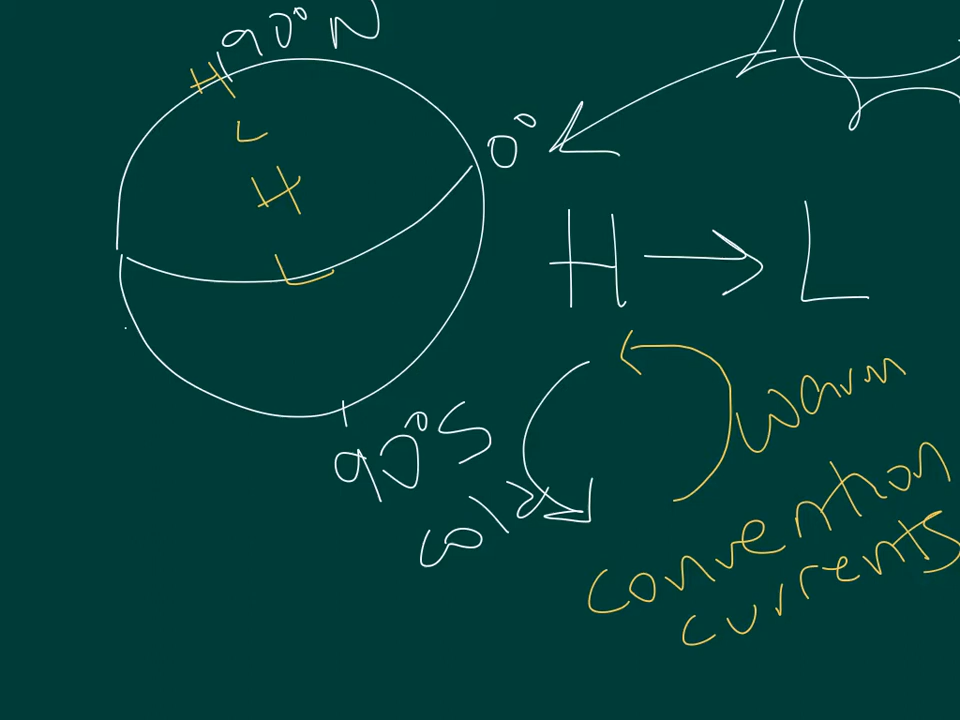 90° N
H
L
H
L
0°
H → L
90° S
cold
warm
convention
currents